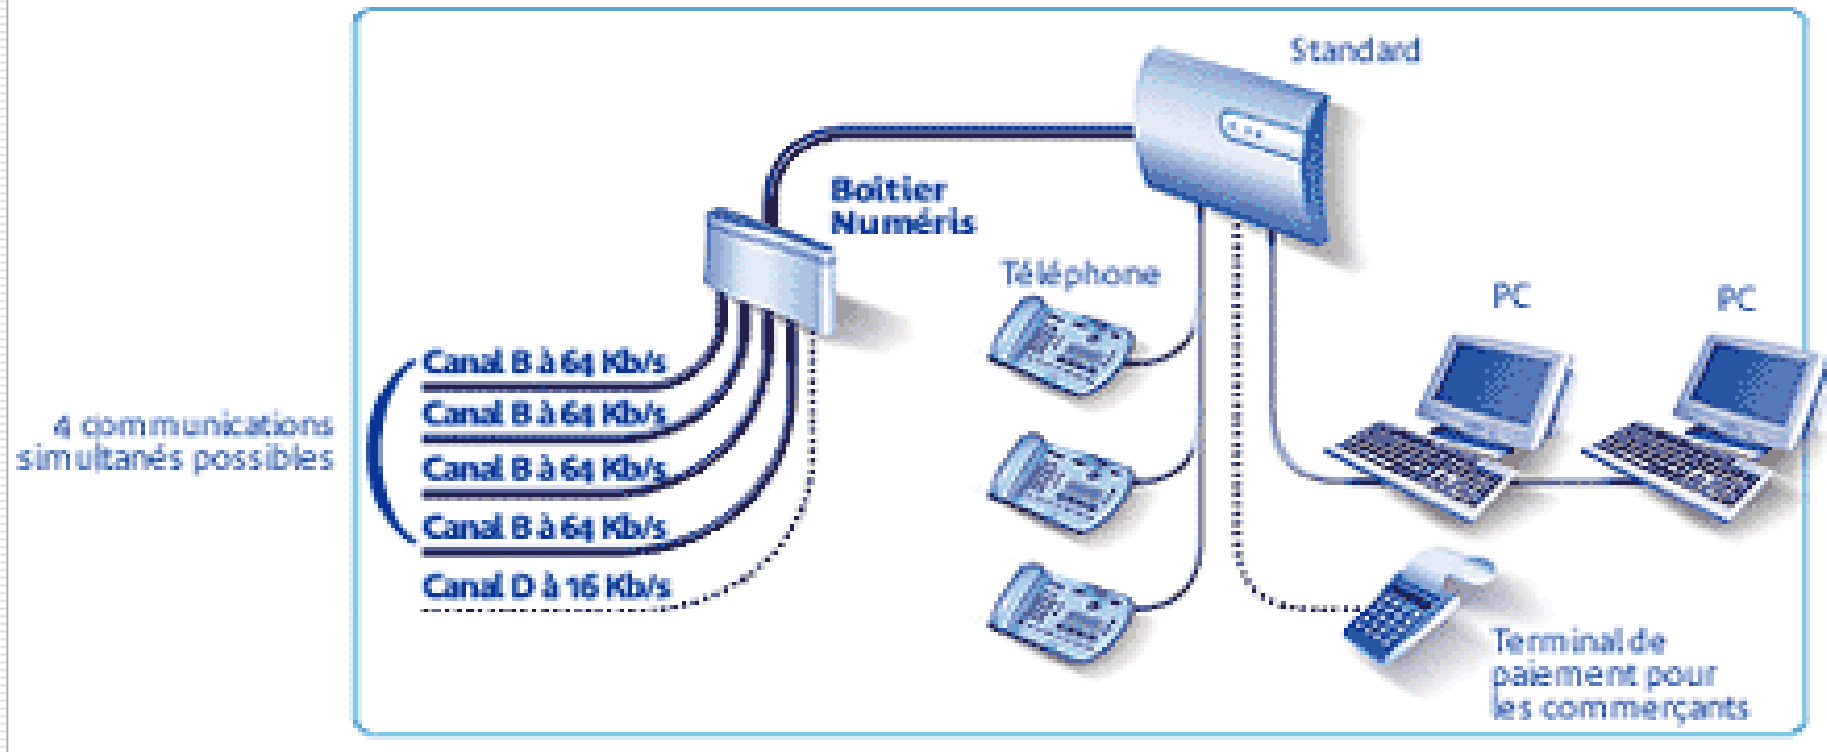 Standard
Boîtier
Numéris
Téléphone
PC
PC
Canal B à 64 Kb/s
Canal B à 64 Kb/s
Canal B à 64 Kb/s
Canal B à 64 Kb/s
Canal D à 16 Kb/s
4 communications
simultanés possibles
Terminal de
paiement pour
les commerçants